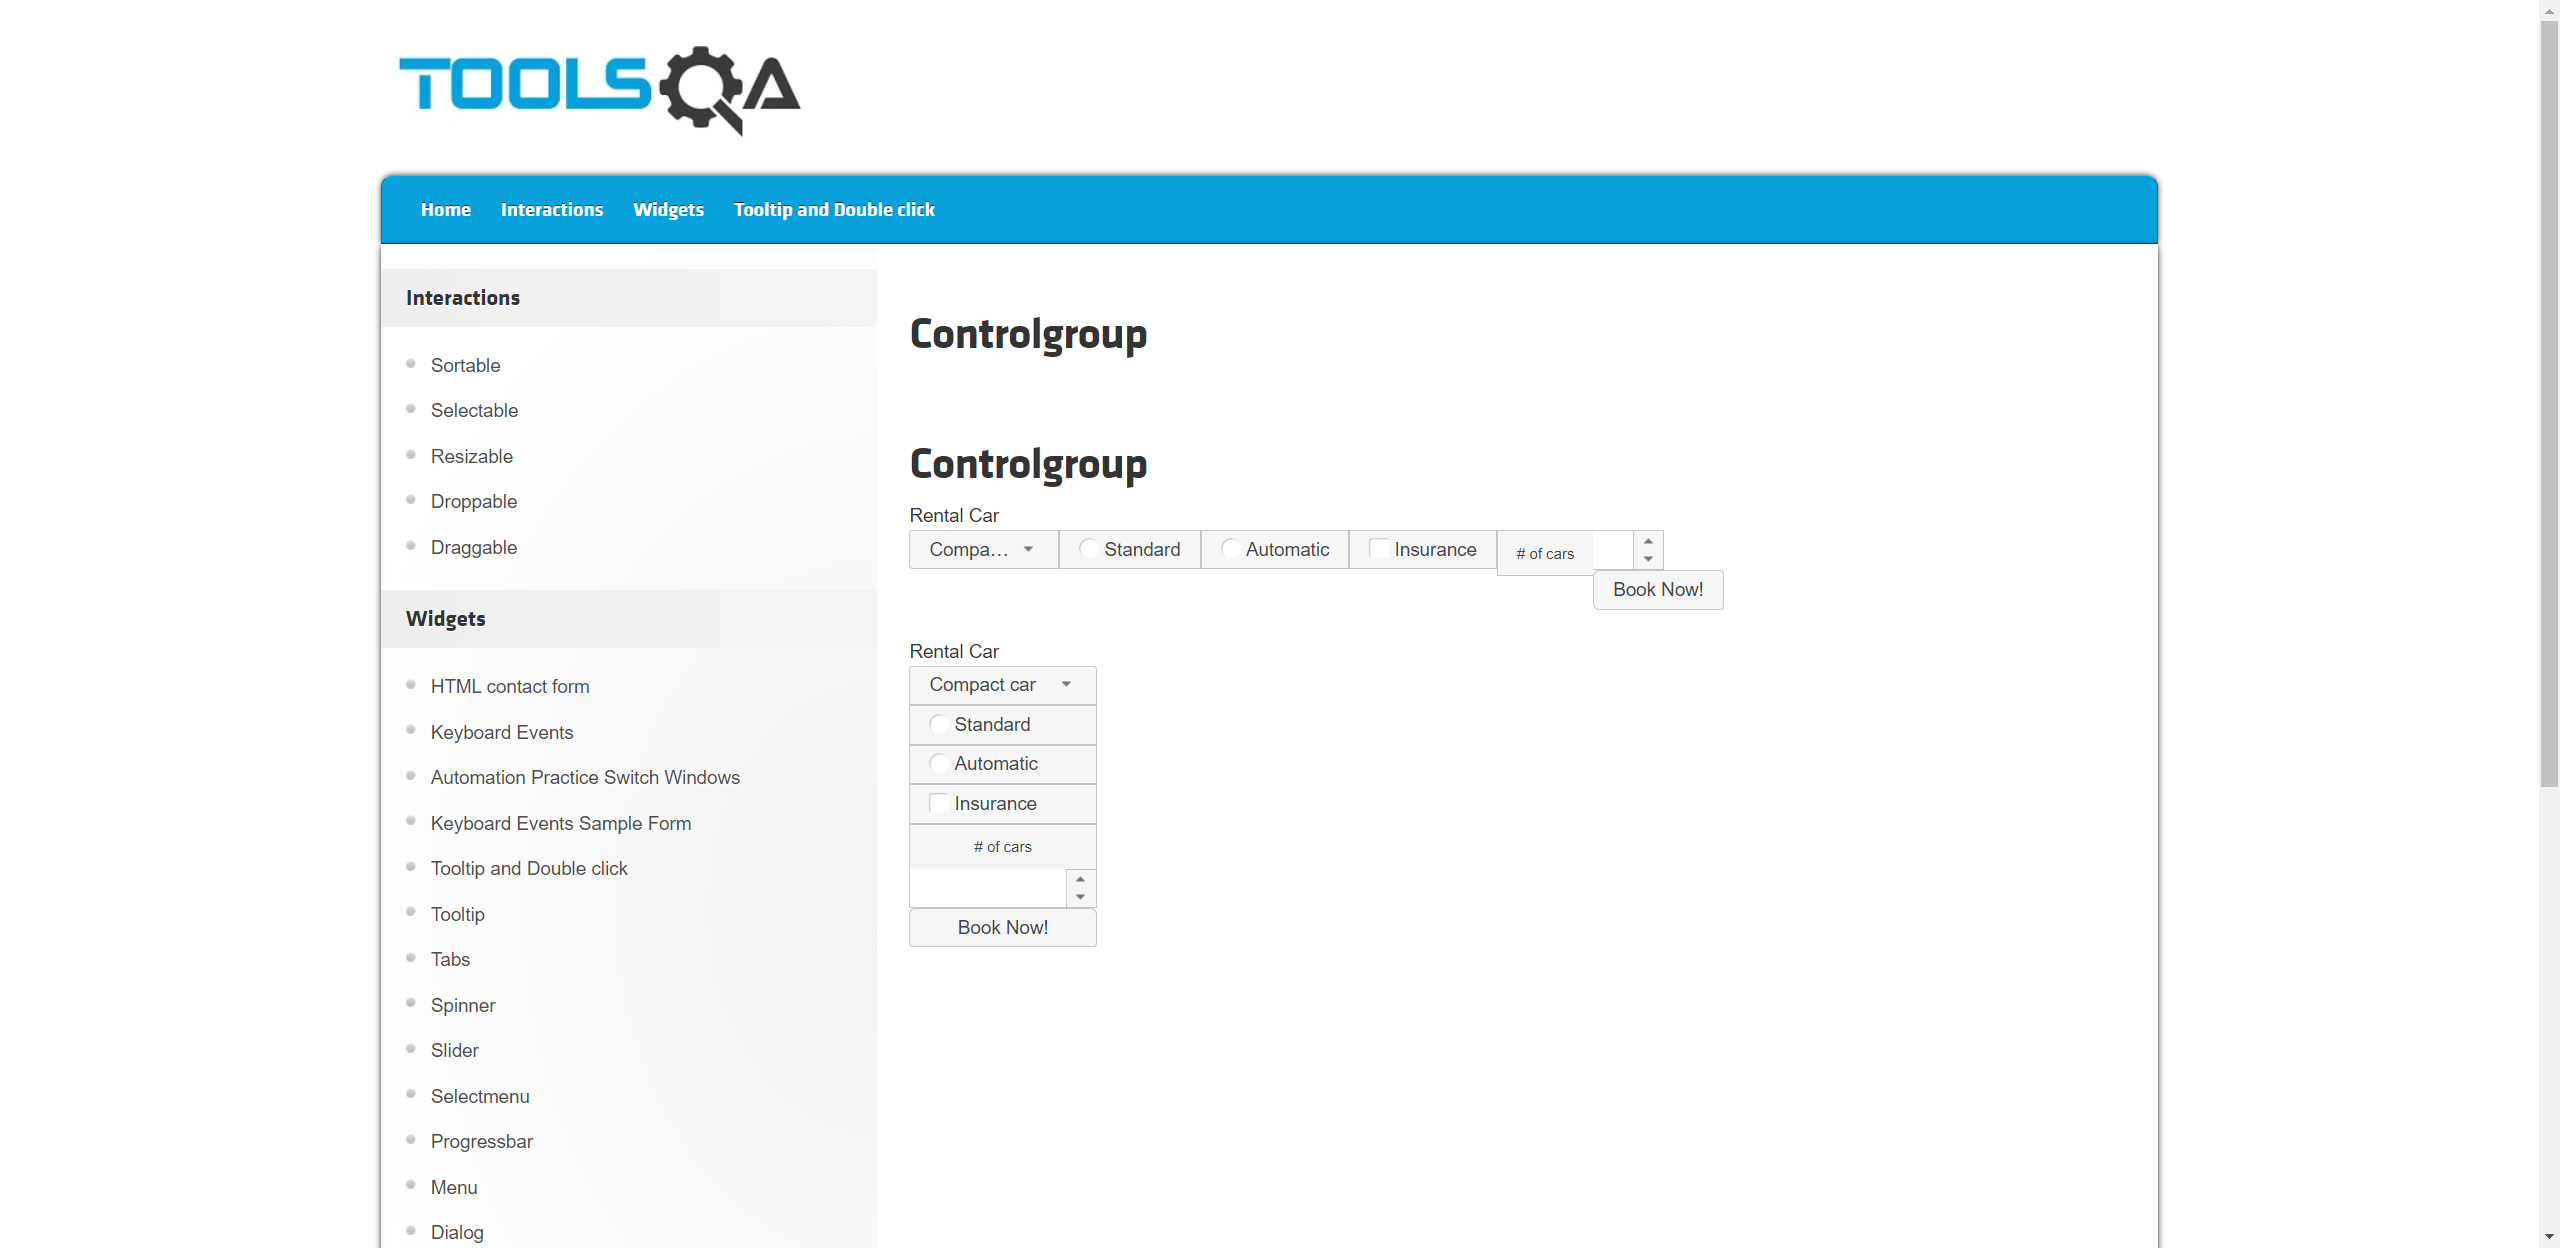 TOOLSQA
Home Interactions Widgets Tooltip and Double click
Interactions
Sortable
Selectable
Resizable
Droppable
Draggable
Widgets
HTML contact form
Keyboard Events
Automation Practice Switch Windows
Keyboard Events Sample Form
Tooltip and Double click
Tooltip
Tabs
Spinner
Slider
Selectmenu
Progressbar
Menu
Dialog
Controlgroup
Controlgroup
Rental Car
Compa... Standard Automatic Insurance # of cars
Book Now!
Rental Car
Compact car
Standard
Automatic
Insurance
# of cars
Book Now!